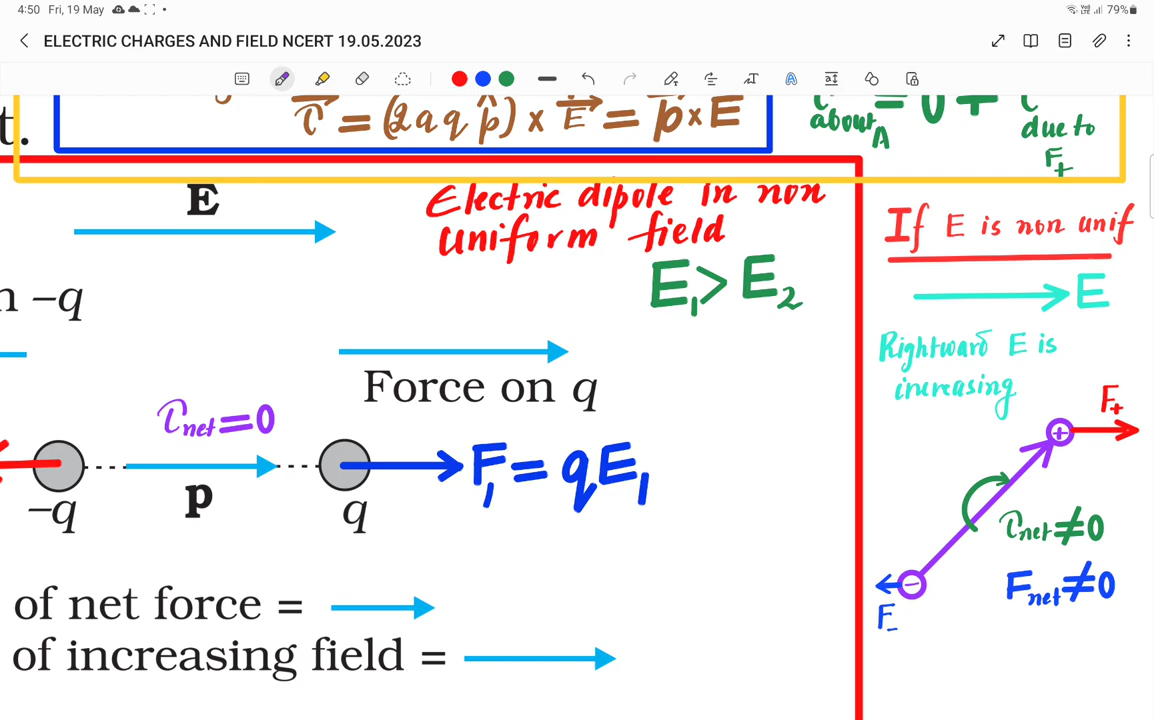 4:50 Fri, 19 May
79%
ELECTRIC CHARGES AND FIELD NCERT 19.05.2023
t.
τ = (2aq p̂) × E = p × E
about A = 0 + due to F+
E
Electric dipole in non
uniform field
E₁ > E₂
If E is non unif
E
Rightward E is
increasing
n −q
Force on q
τnet = 0
F₁ = qE₁
p
−q
q
F+
τnet ≠ 0
Fnet ≠ 0
F−
of net force =
of increasing field =